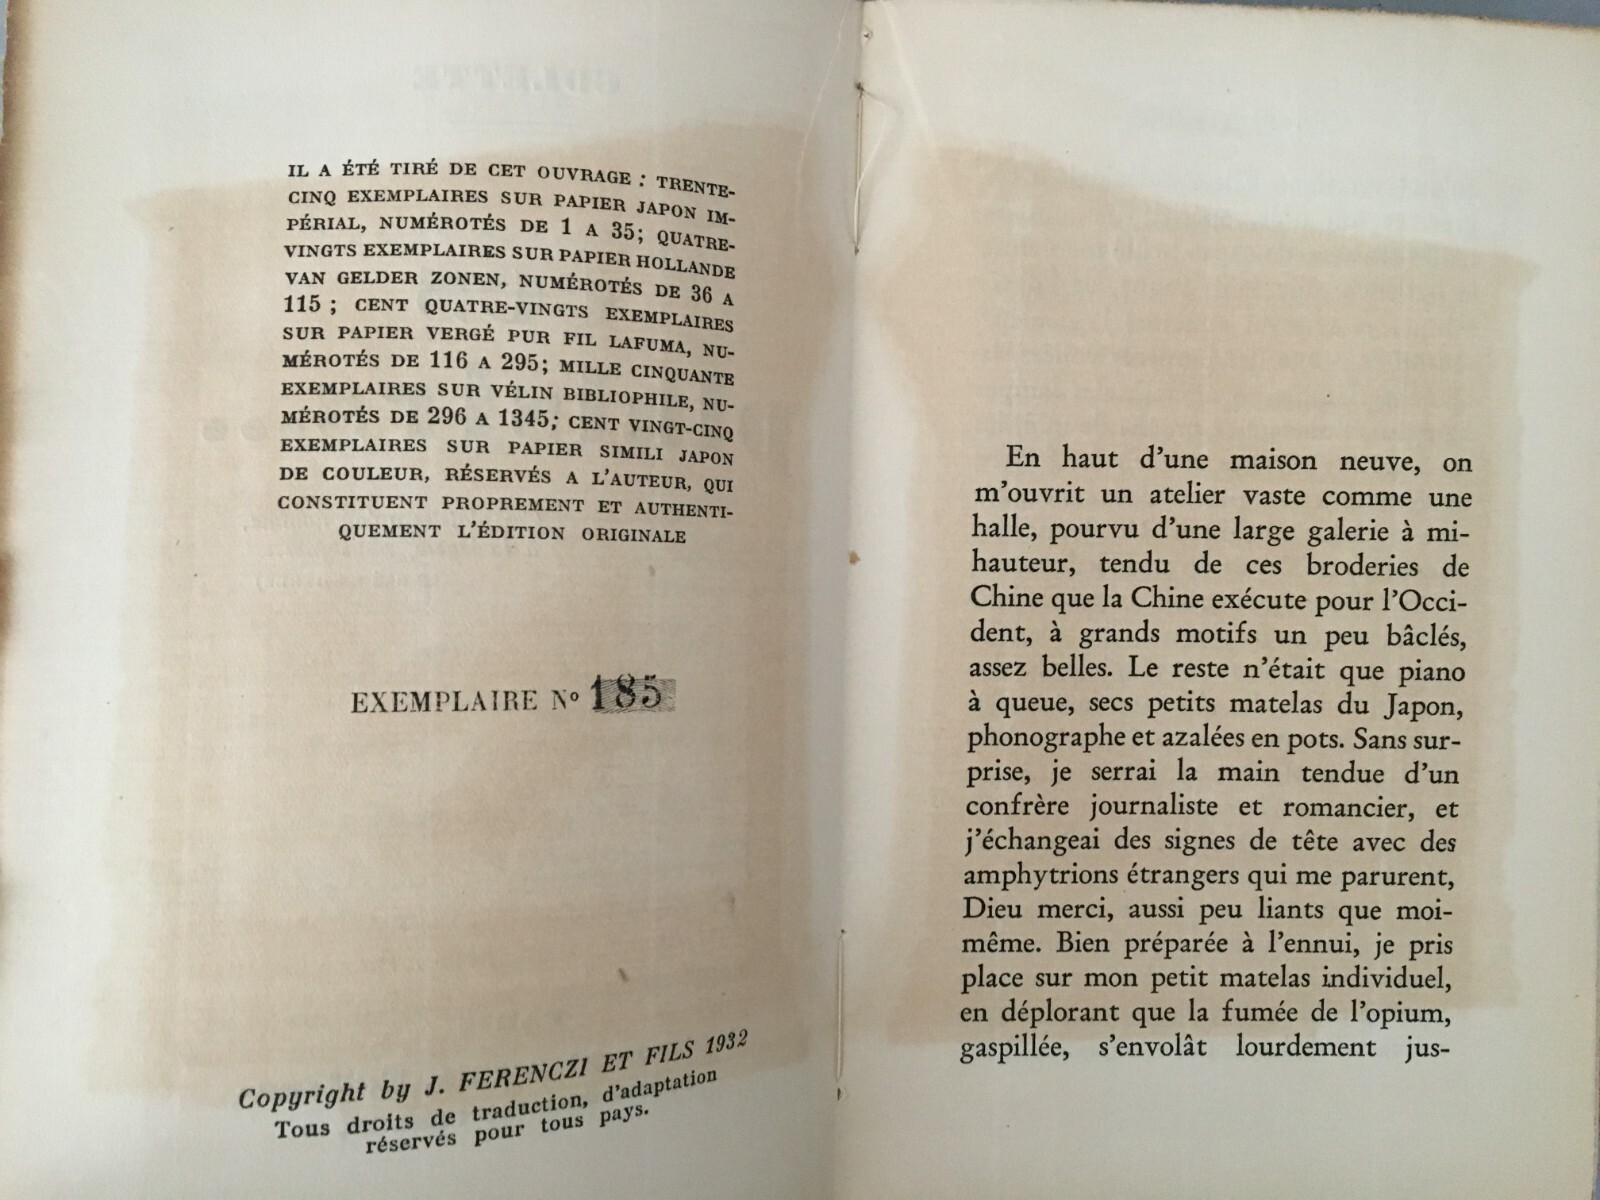 IL A ÉTÉ TIRÉ DE CET OUVRAGE : TRENTE-
CINQ EXEMPLAIRES SUR PAPIER JAPON IM-
PÉRIAL, NUMÉROTÉS DE 1 A 35; QUATRE-
VINGTS EXEMPLAIRES SUR PAPIER HOLLANDE
VAN GELDER ZONEN, NUMÉROTÉS DE 36 A
115 ; CENT QUATRE-VINGTS EXEMPLAIRES
SUR PAPIER VERGÉ PUR FIL LAFUMA, NU-
MÉROTÉS DE 116 A 295; MILLE CINQUANTE
EXEMPLAIRES SUR VÉLIN BIBLIOPHILE, NU-
MÉROTÉS DE 296 A 1345; CENT VINGT-CINQ
EXEMPLAIRES SUR PAPIER SIMILI JAPON
DE COULEUR, RÉSERVÉS A L'AUTEUR, QUI
CONSTITUENT PROPREMENT ET AUTHENTI-
QUEMENT L'ÉDITION ORIGINALE
EXEMPLAIRE Nº 185
Copyright by J. FERENCZI ET FILS 1932
Tous droits de traduction, d'adaptation
réservés pour tous pays.
En haut d'une maison neuve, on
m'ouvrit un atelier vaste comme une
halle, pourvu d'une large galerie à mi-
hauteur, tendu de ces broderies de
Chine que la Chine exécute pour l'Occi-
dent, à grands motifs un peu bâclés,
assez belles. Le reste n'était que piano
à queue, secs petits matelas du Japon,
phonographe et azalées en pots. Sans sur-
prise, je serrai la main tendue d'un
confrère journaliste et romancier, et
j'échangeai des signes de tête avec des
amphytrions étrangers qui me parurent,
Dieu merci, aussi peu liants que moi-
même. Bien préparée à l'ennui, je pris
place sur mon petit matelas individuel,
en déplorant que la fumée de l'opium,
gaspillée, s'envolât lourdement jus-